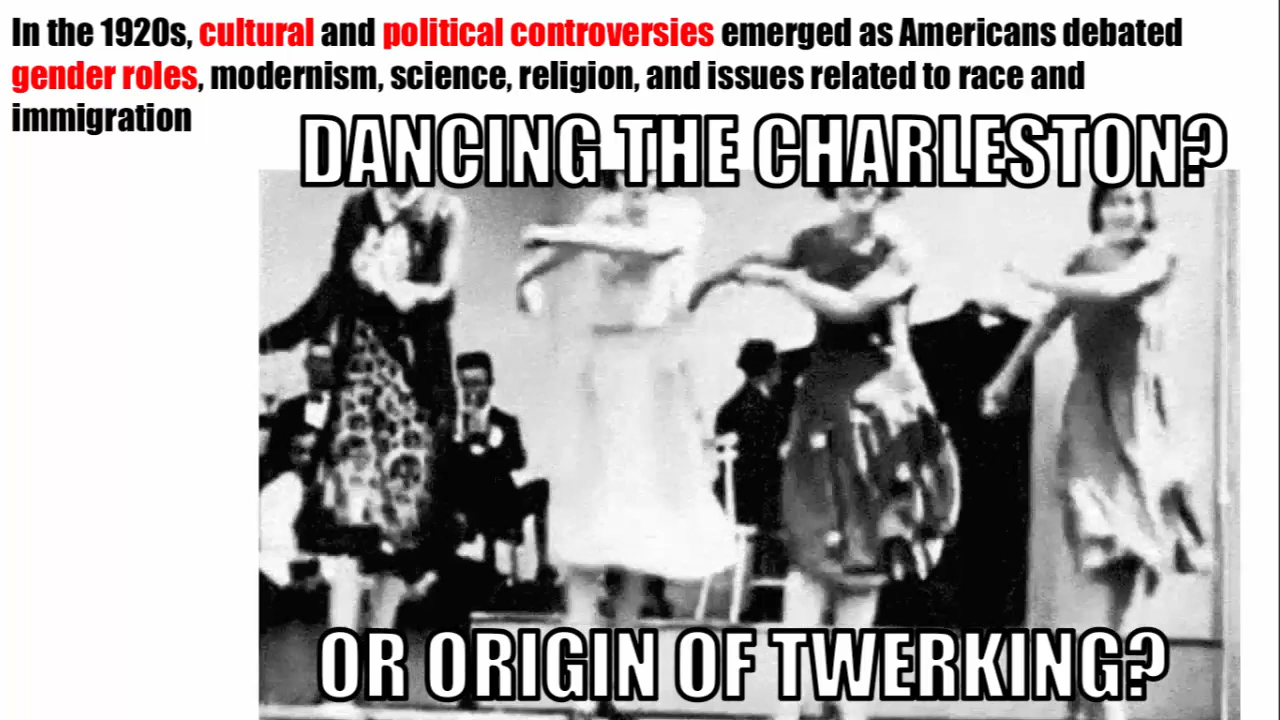 In the 1920s, cultural and political controversies emerged as Americans debated
gender roles, modernism, science, religion, and issues related to race and
immigration
DANCING THE CHARLESTON?
OR ORIGIN OF TWERKING?